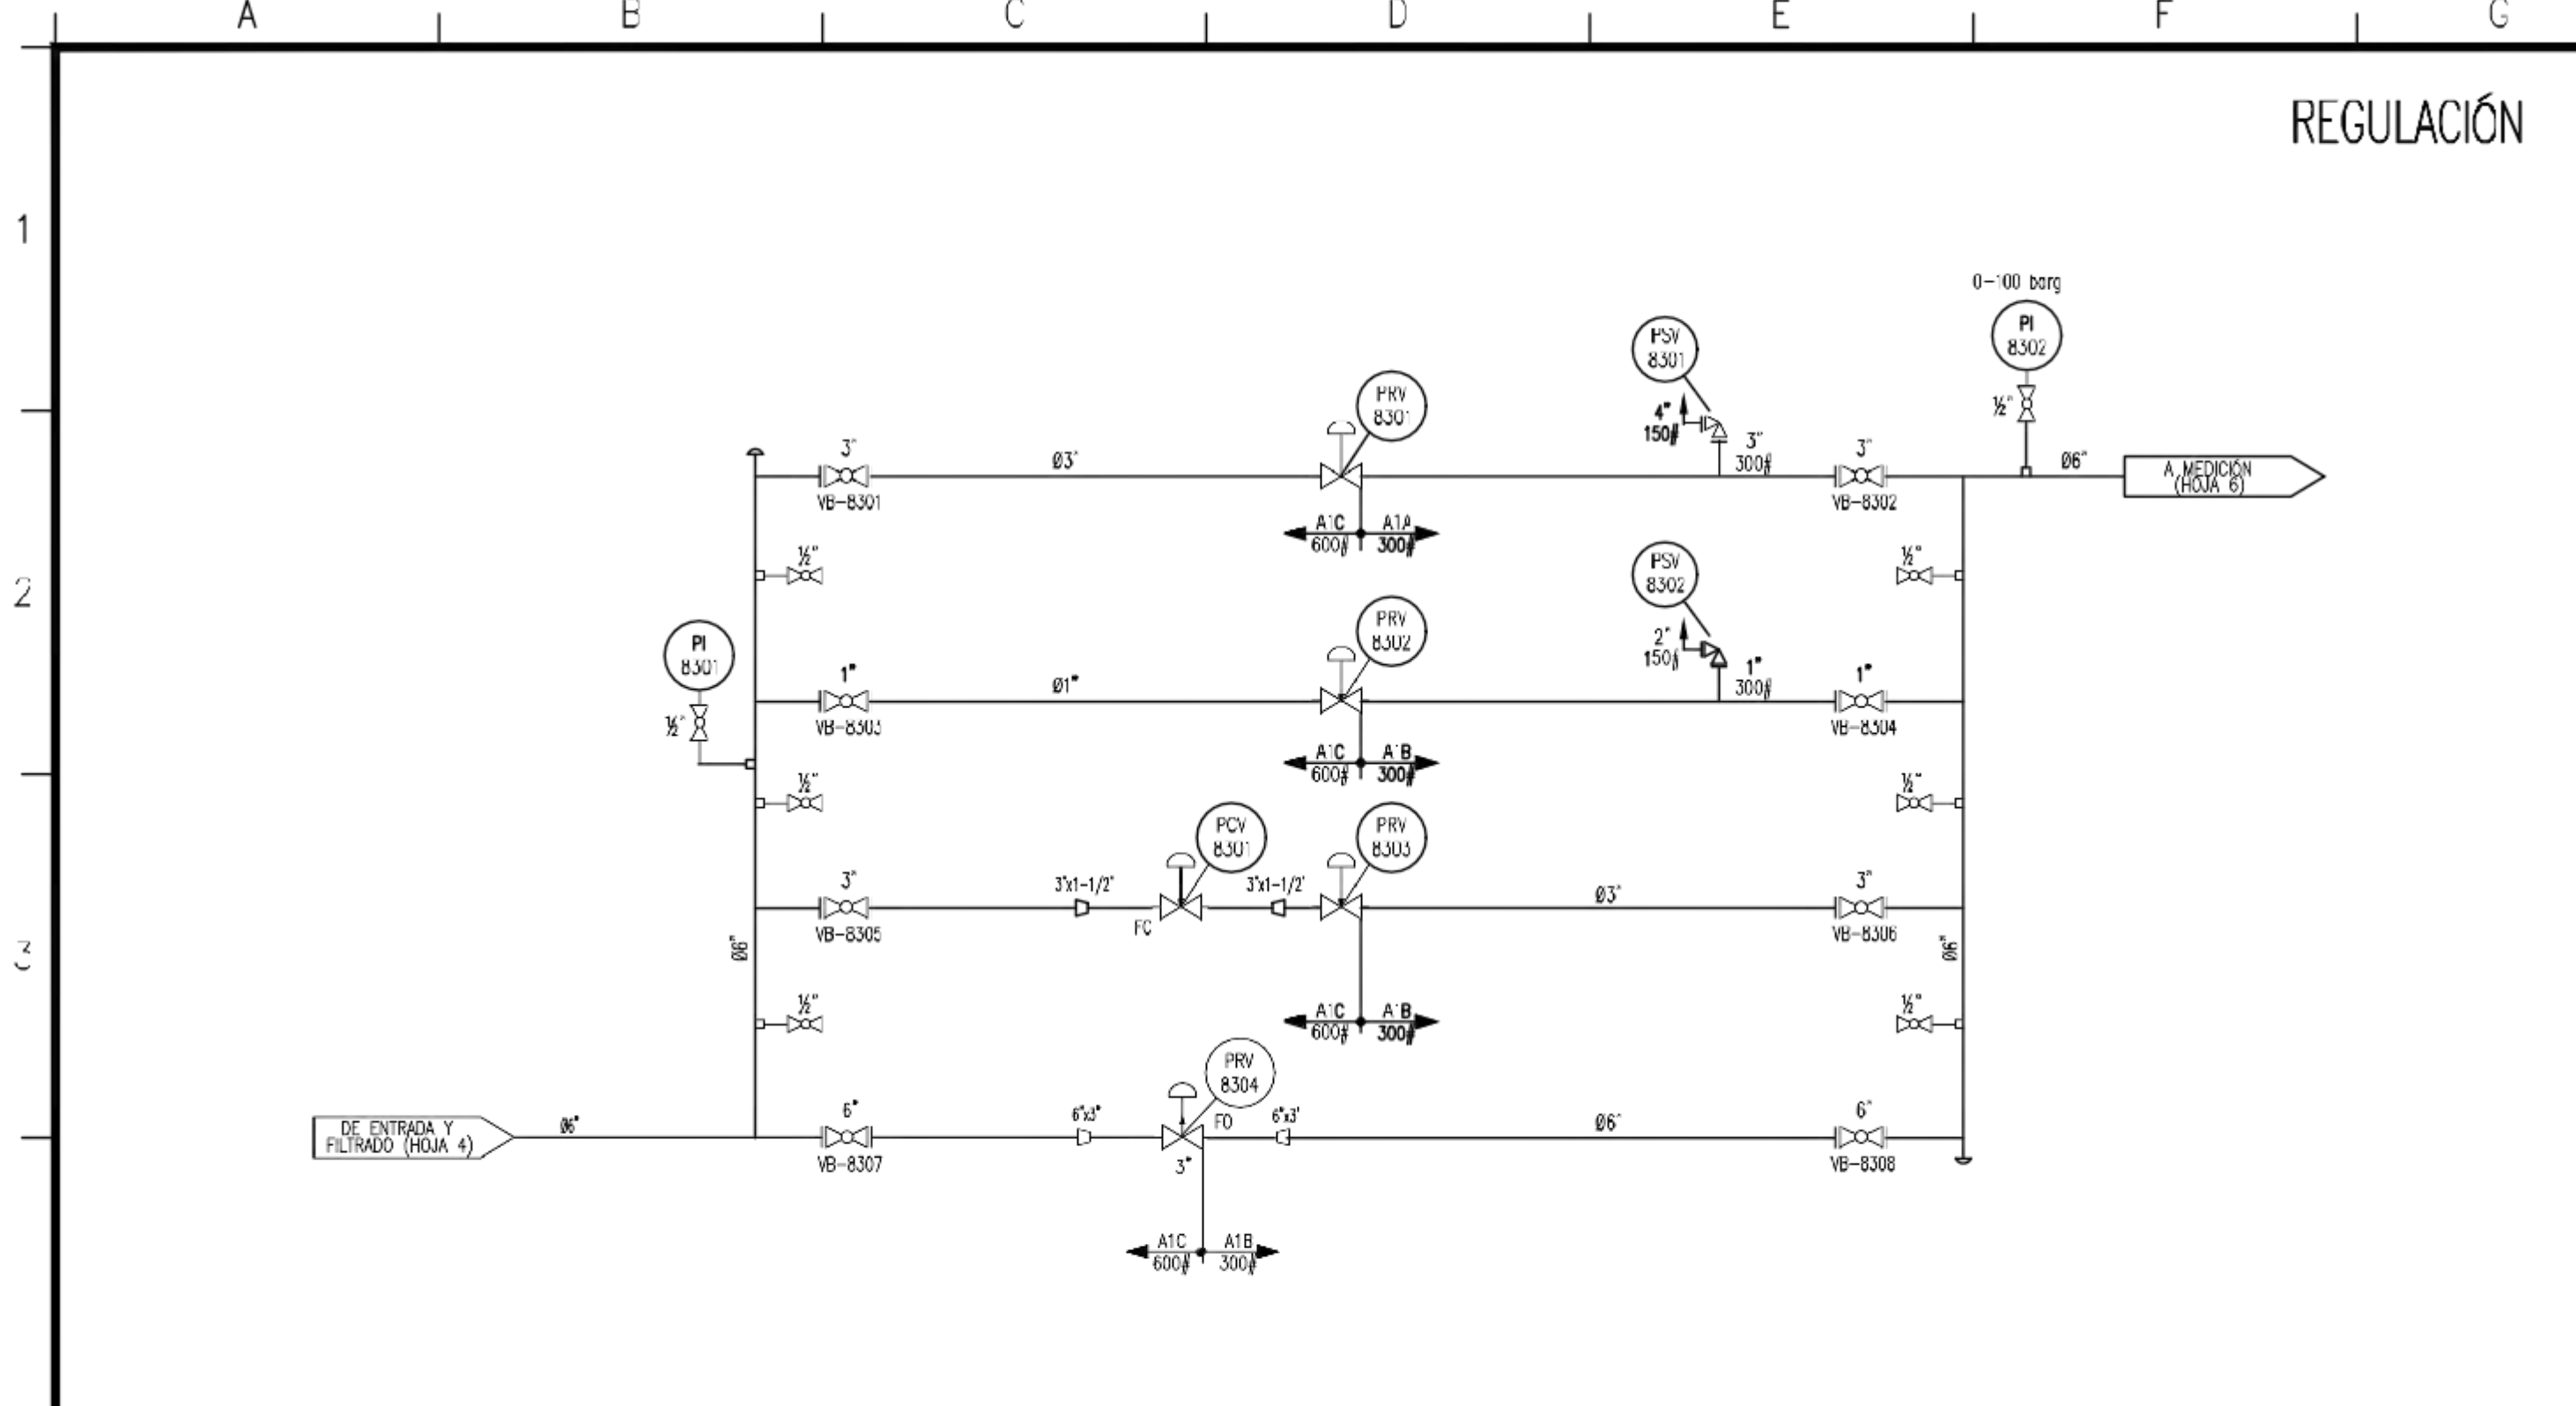 A B C D E F G
REGULACIÓN
1
0-100 barg
PSV
8301
PI
8302
PRV
8301
4"
150#
½"
3"
3"
Ø3"
300#
3"
Ø6"
A MEDICIÓN
(HOJA 6)
VB-8301
VB-8302
A1C A1A
600# 300#
½"
½"
2
PSV
8302
PRV
8302
PI
8301
2"
150#
1"
Ø1"
1"
300#
1"
½"
VB-8303
VB-8304
A1C A1B
600# 300#
½"
½"
PCV
8301
PRV
8303
3"
3"x1-1/2"
3"x1-1/2"
Ø3"
3"
FC
VB-8305
VB-8306
3
Ø6"
Ø6"
½"
½"
A1C A1B
600# 300#
PRV
8304
DE ENTRADA Y
FILTRADO (HOJA 4)
Ø6"
6"
6"x3"
FO
6"x3"
Ø6"
6"
VB-8307
3"
VB-8308
A1C A1B
600# 300#